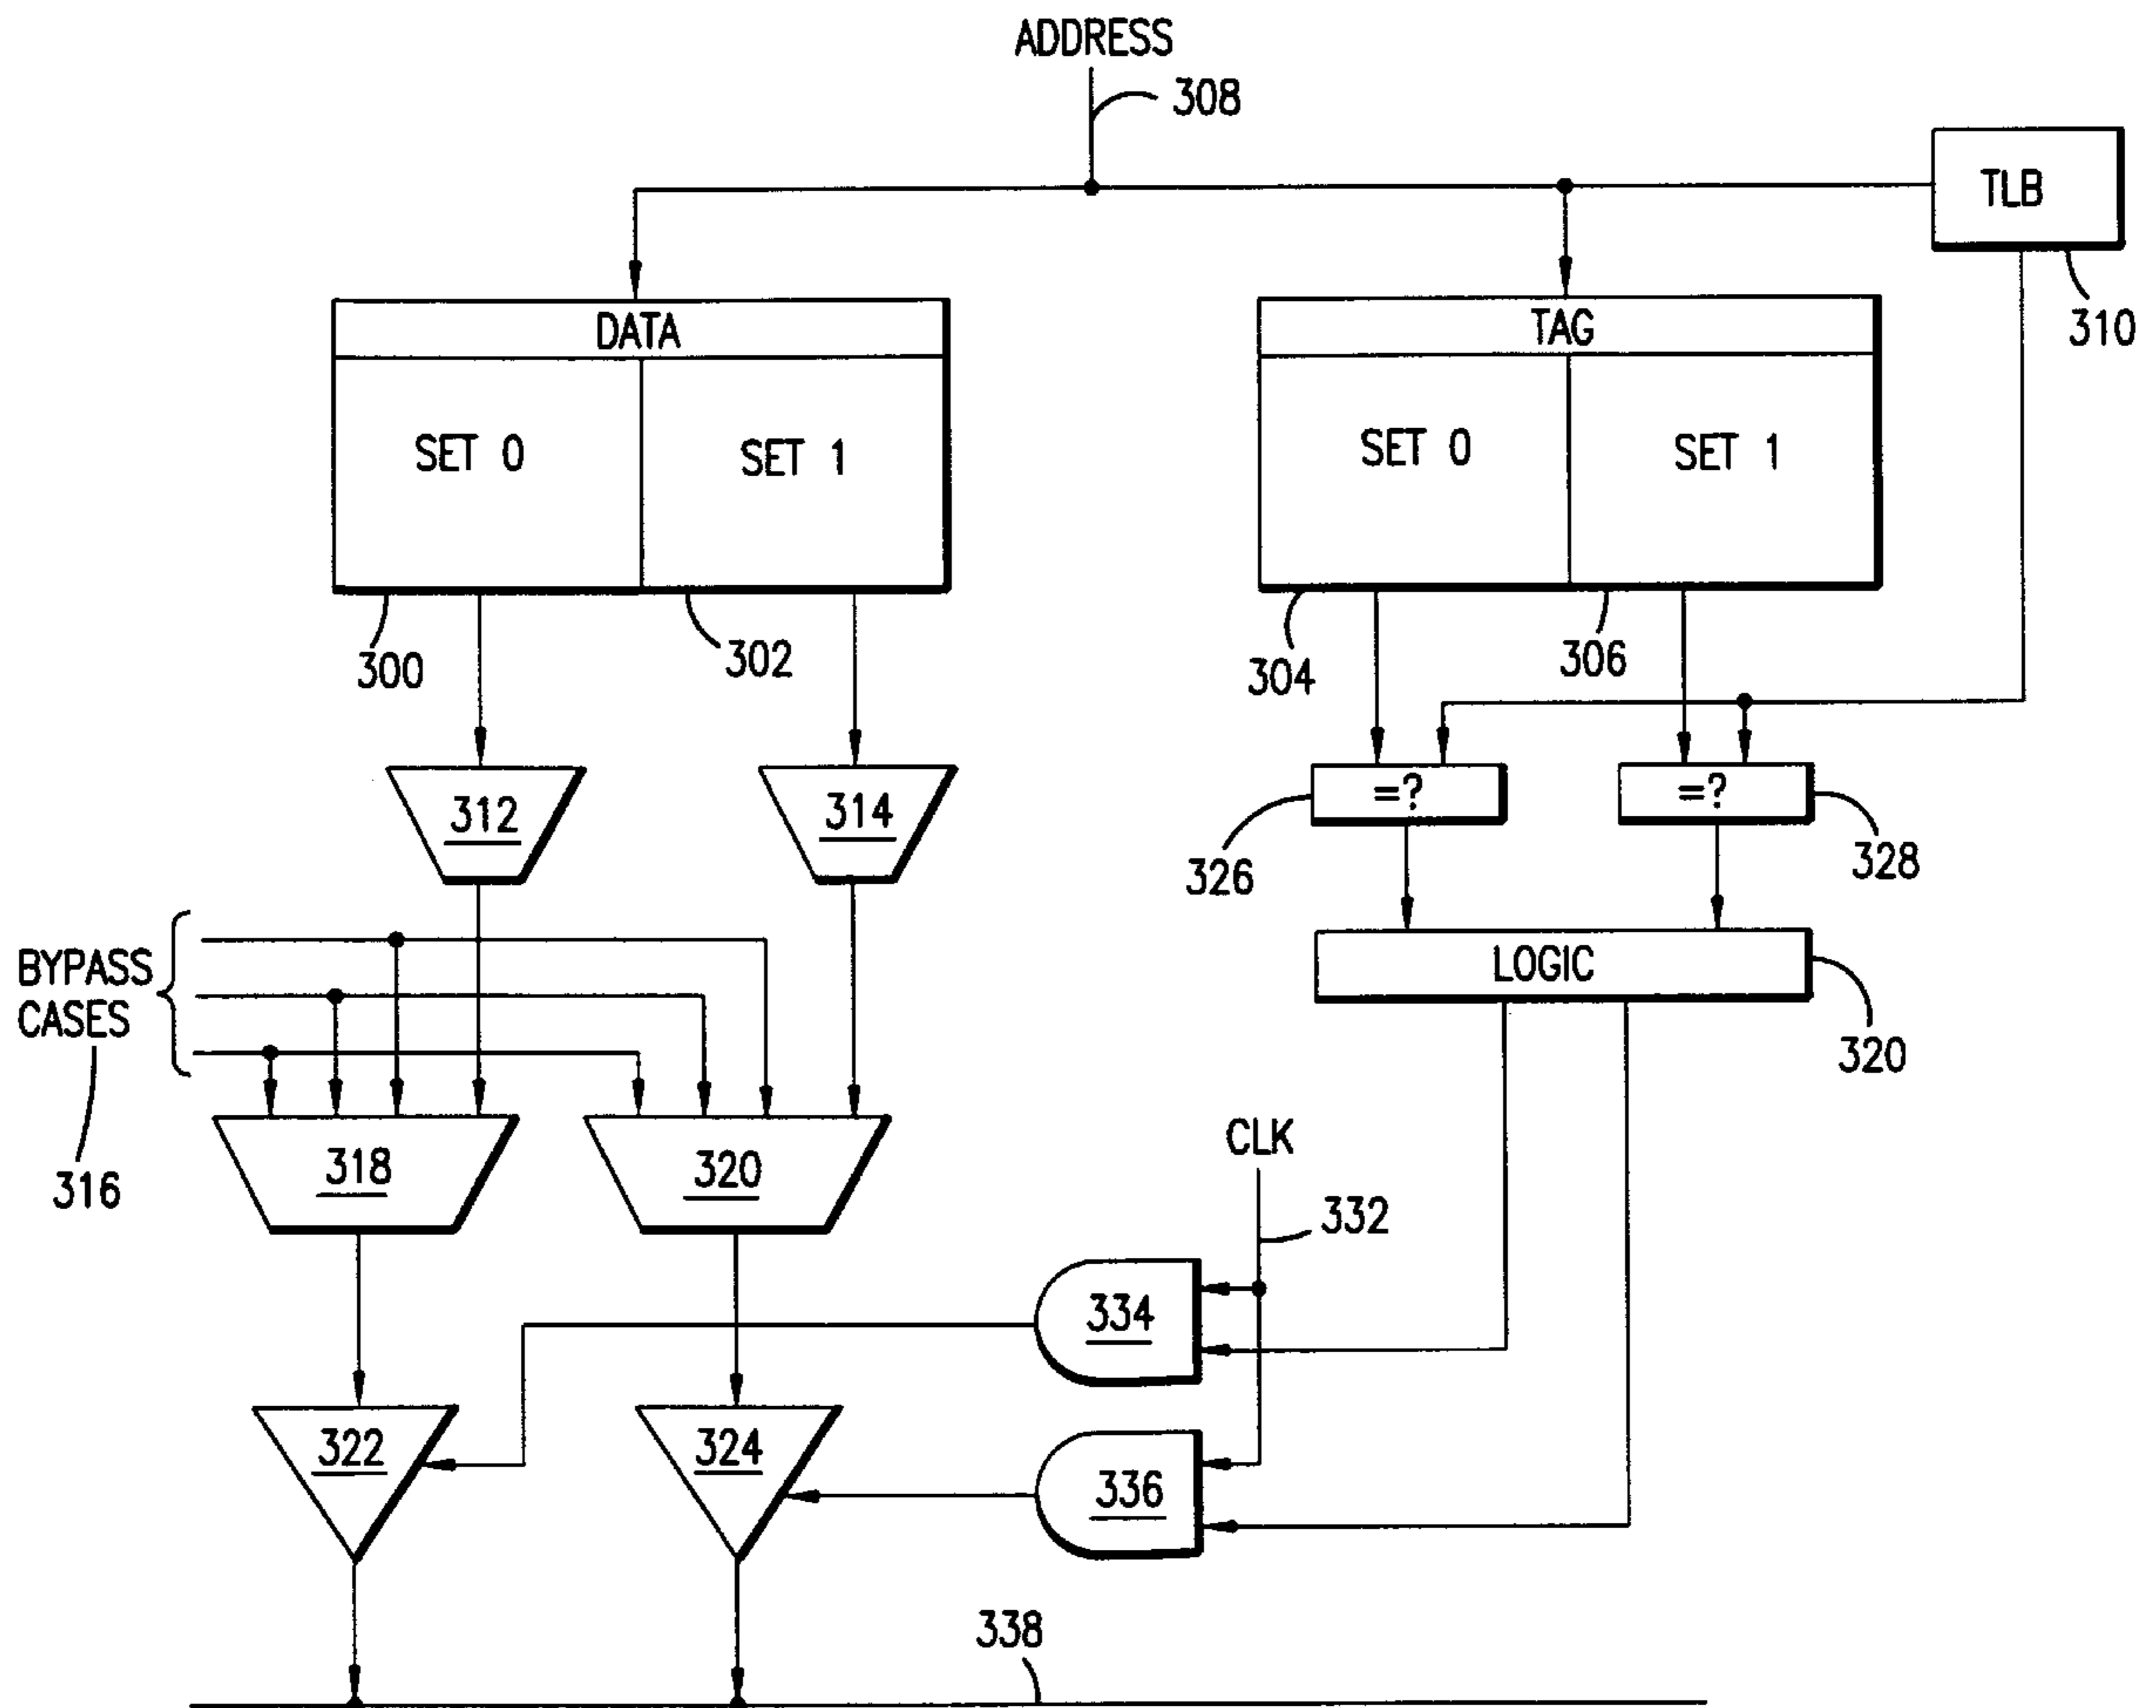 ADDRESS
308
TLB
310
DATA
SET 0
SET 1
TAG
SET 0
SET 1
300
302
304
306
312
314
=?
=?
326
328
BYPASS
CASES
316
LOGIC
320
318
320
CLK
332
334
322
324
336
338